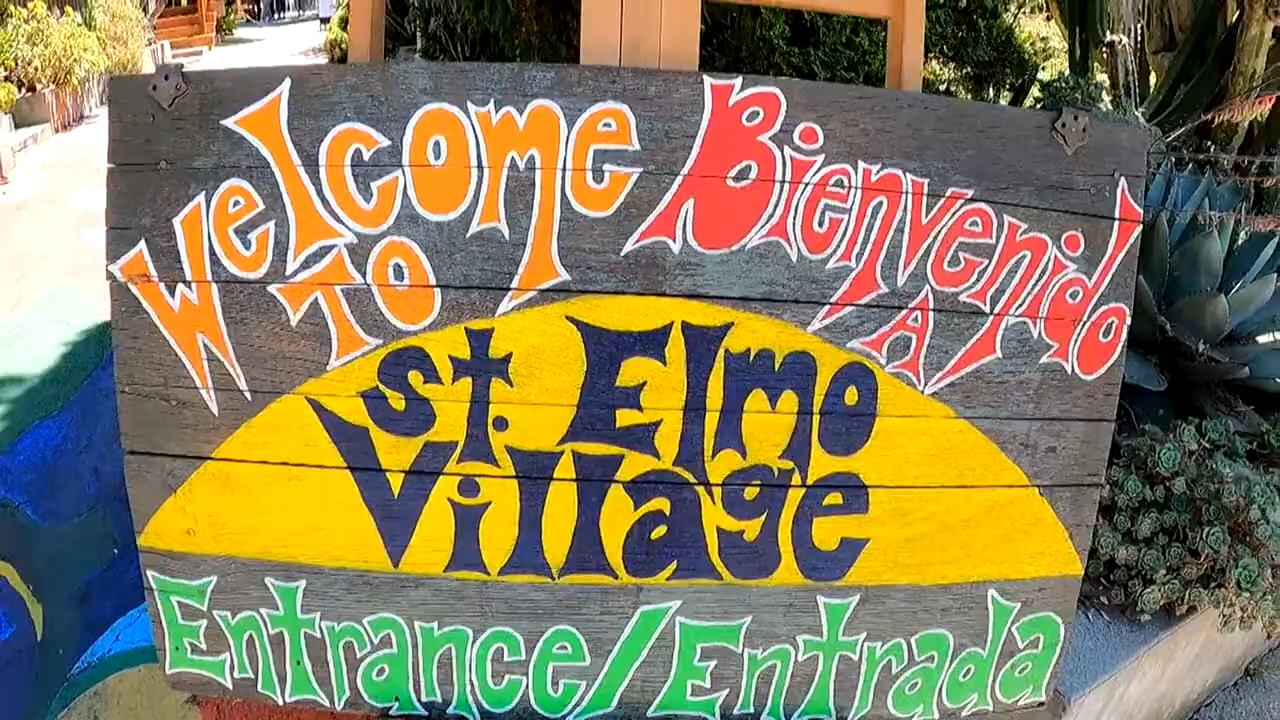 Welcome
To
Bienvenido
A
St. Elmo
Village
Entrance/Entrada